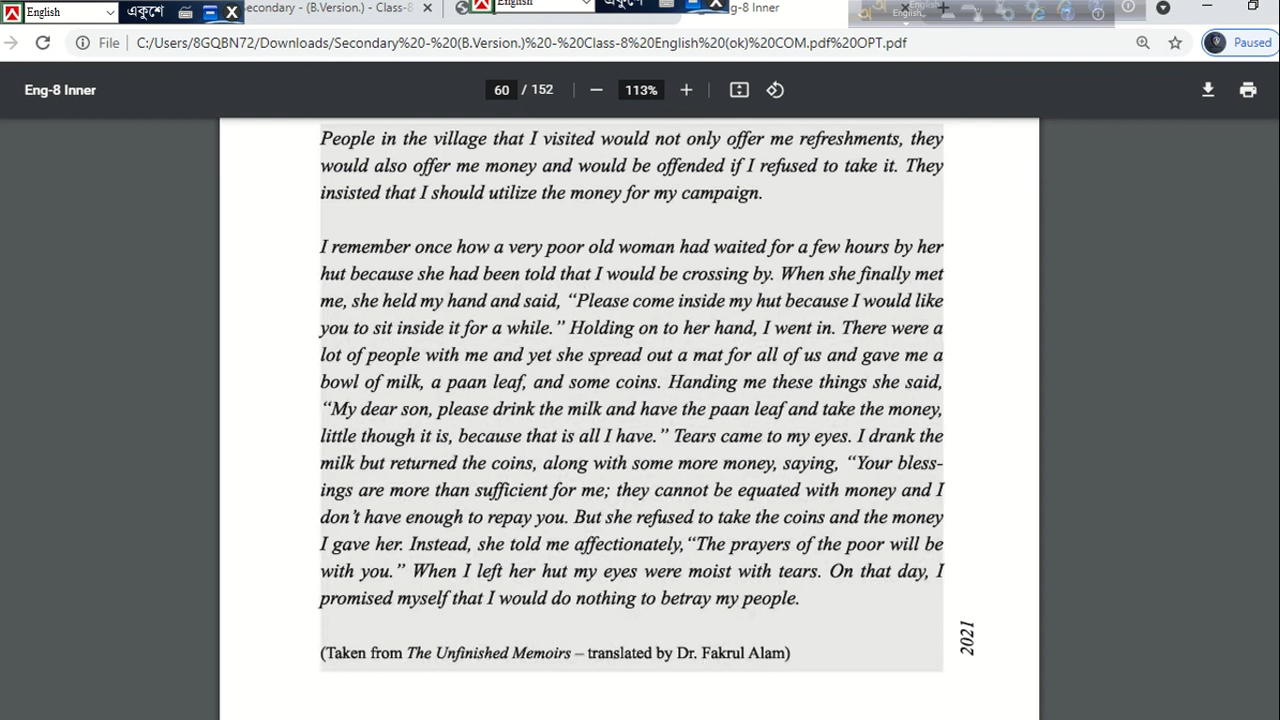 English একুশে econdary - (B.Version.) - Class-8 English একুশে g-8 Inner English
File C:/Users/8GQBN72/Downloads/Secondary%20-%20(B.Version.)%20-%20Class-8%20English%20(ok)%20COM.pdf%20OPT.pdf Paused
Eng-8 Inner 60 / 152 113%
People in the village that I visited would not only offer me refreshments, they
would also offer me money and would be offended if I refused to take it. They
insisted that I should utilize the money for my campaign.
I remember once how a very poor old woman had waited for a few hours by her
hut because she had been told that I would be crossing by. When she finally met
me, she held my hand and said, “Please come inside my hut because I would like
you to sit inside it for a while.” Holding on to her hand, I went in. There were a
lot of people with me and yet she spread out a mat for all of us and gave me a
bowl of milk, a paan leaf, and some coins. Handing me these things she said,
“My dear son, please drink the milk and have the paan leaf and take the money,
little though it is, because that is all I have.” Tears came to my eyes. I drank the
milk but returned the coins, along with some more money, saying, “Your bless-
ings are more than sufficient for me; they cannot be equated with money and I
don’t have enough to repay you. But she refused to take the coins and the money
I gave her. Instead, she told me affectionately,“The prayers of the poor will be
with you.” When I left her hut my eyes were moist with tears. On that day, I
promised myself that I would do nothing to betray my people.
(Taken from The Unfinished Memoirs – translated by Dr. Fakrul Alam)
2021